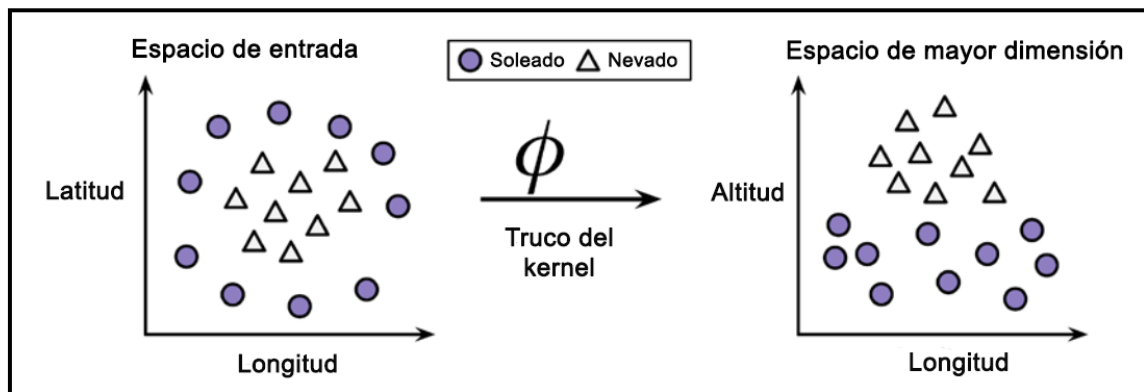 Espacio de entrada
Soleado Nevado
Espacio de mayor dimensión
Latitud
ϕ
Truco del
kernel
Altitud
Longitud
Longitud